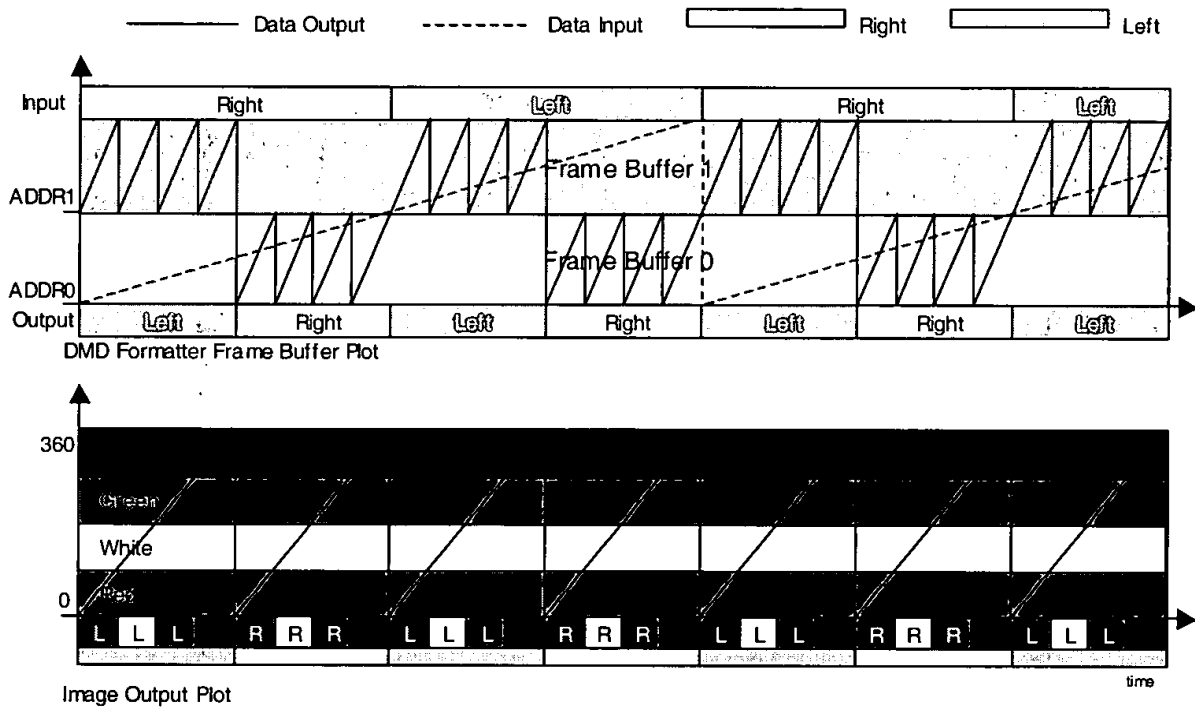 Data Output Data Input Right Left
Input Right Left Right Left
Frame Buffer 1
ADDR1
Frame Buffer 0
ADDR0
Output Left Right Left Right Left Right Left
DMD Formatter Frame Buffer Plot
360
Green
White
0
L L L R R R L L L R R R L L L R R R L L L
time
Image Output Plot